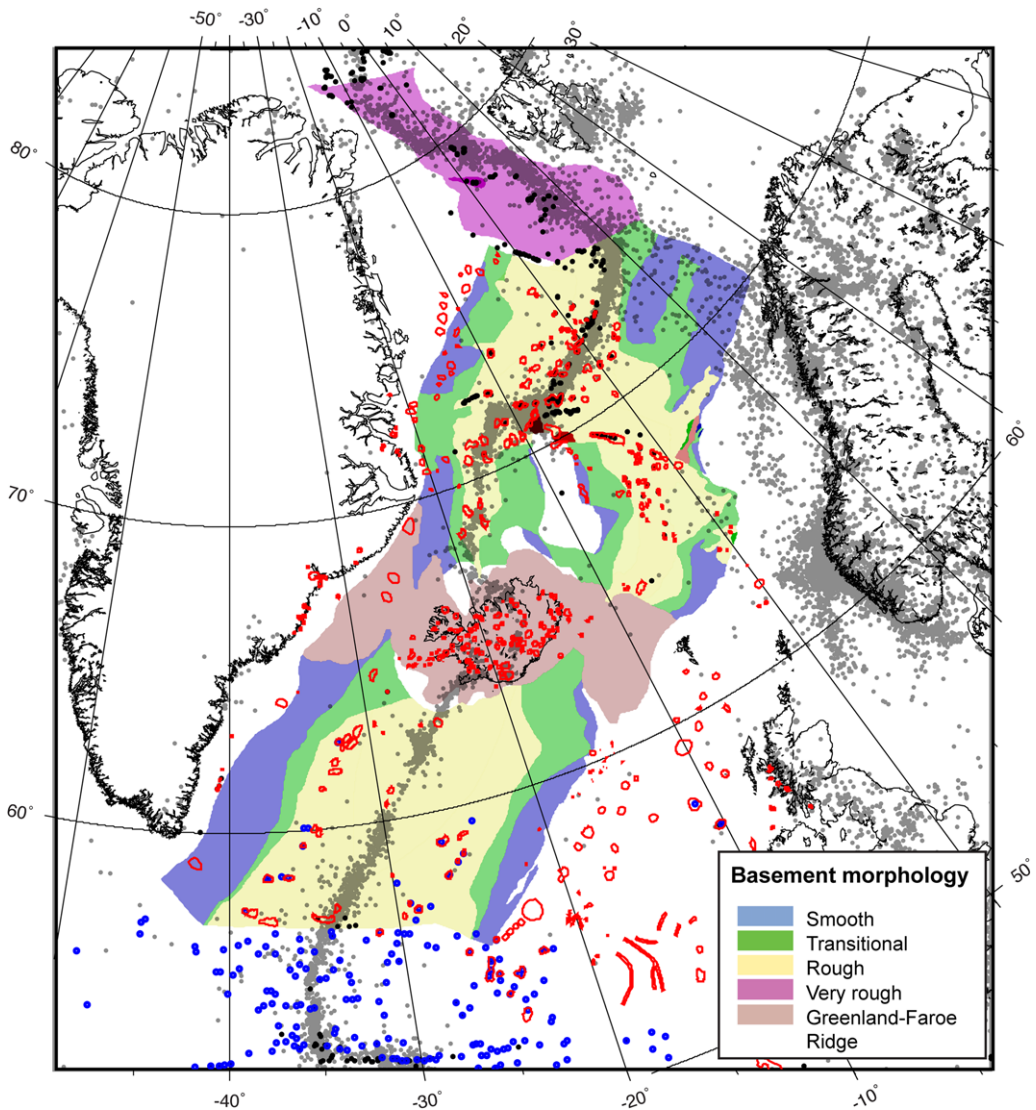 -50° -30° -10° 0° 10° 20° 30
80°
70°
60°
60°
50°
Basement morphology
Smooth
Transitional
Rough
Very rough
Greenland-Faroe
Ridge
-40° -30° -20° -10°